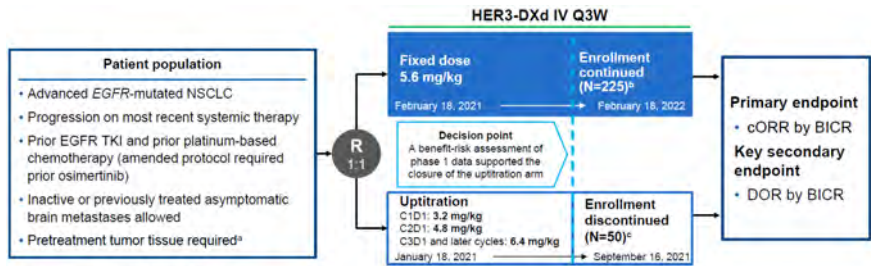 HER3-DXd IV Q3W
Patient population
• Advanced EGFR-mutated NSCLC
• Progression on most recent systemic therapy
• Prior EGFR TKI and prior platinum-based
chemotherapy (amended protocol required
prior osimertinib)
• Inactive or previously treated asymptomatic
brain metastases allowed
• Pretreatment tumor tissue requiredᵃ
R
1:1
Fixed dose
5.6 mg/kg
February 18, 2021
Enrollment
continued
(N=225)ᵇ
February 18, 2022
Decision point
A benefit-risk assessment of
phase 1 data supported the
closure of the uptitration arm
Uptitration
C1D1: 3.2 mg/kg
C2D1: 4.8 mg/kg
C3D1 and later cycles: 6.4 mg/kg
January 18, 2021
Enrollment
discontinued
(N=50)ᶜ
September 16, 2021
Primary endpoint
• cORR by BICR
Key secondary
endpoint
• DOR by BICR